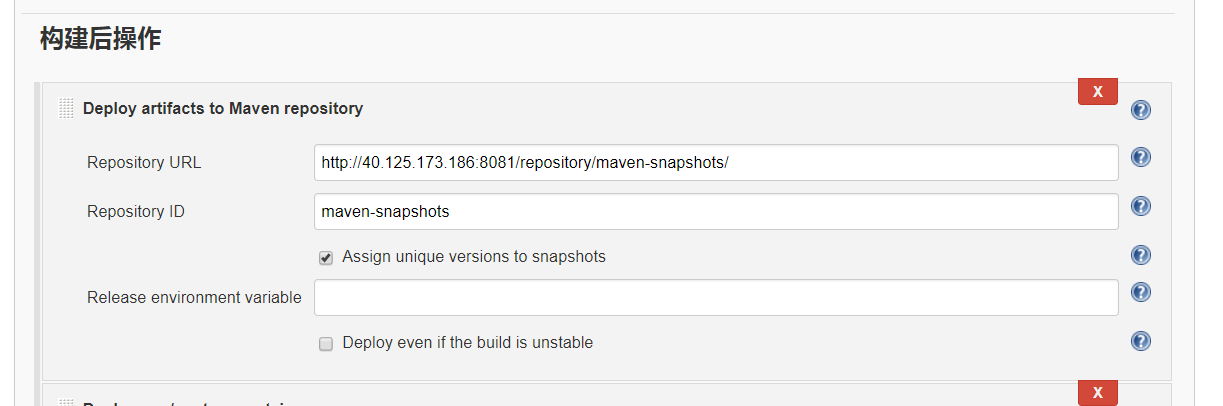 构建后操作
X
Deploy artifacts to Maven repository
Repository URL
http://40.125.173.186:8081/repository/maven-snapshots/
Repository ID
maven-snapshots
Assign unique versions to snapshots
Release environment variable
Deploy even if the build is unstable
X